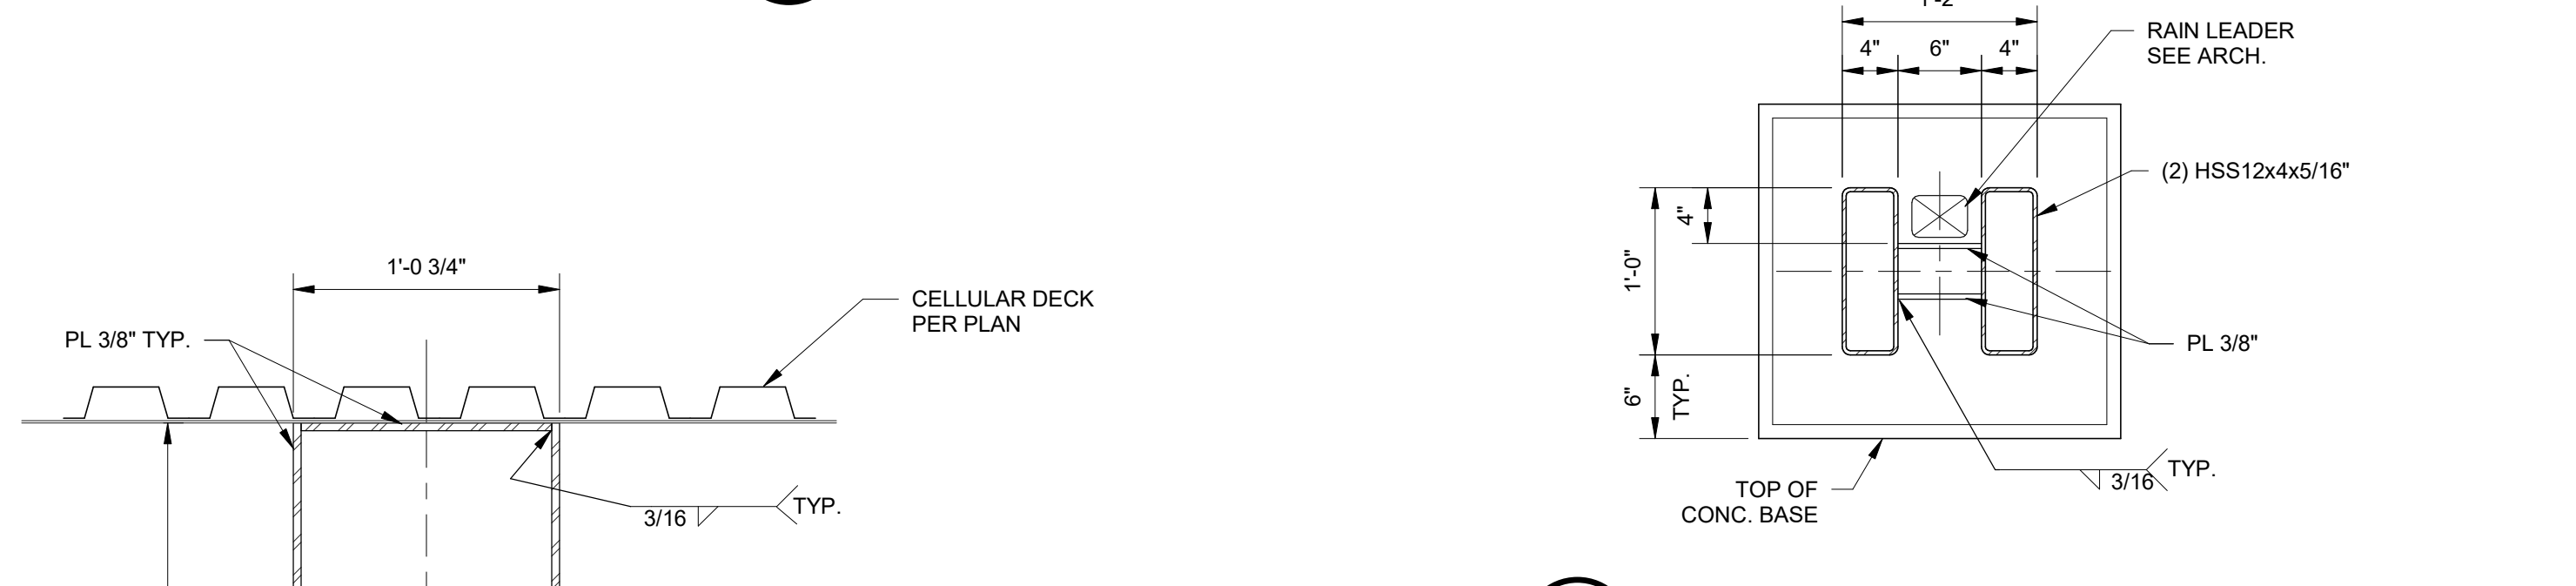 1'-0 3/4"
CELLULAR DECK
PER PLAN
PL 3/8" TYP.
3/16
TYP.
4"
6"
4"
RAIN LEADER
SEE ARCH.
(2) HSS12x4x5/16"
4"
1'-0"
6"
TYP.
PL 3/8"
3/16
TYP.
TOP OF
CONC. BASE